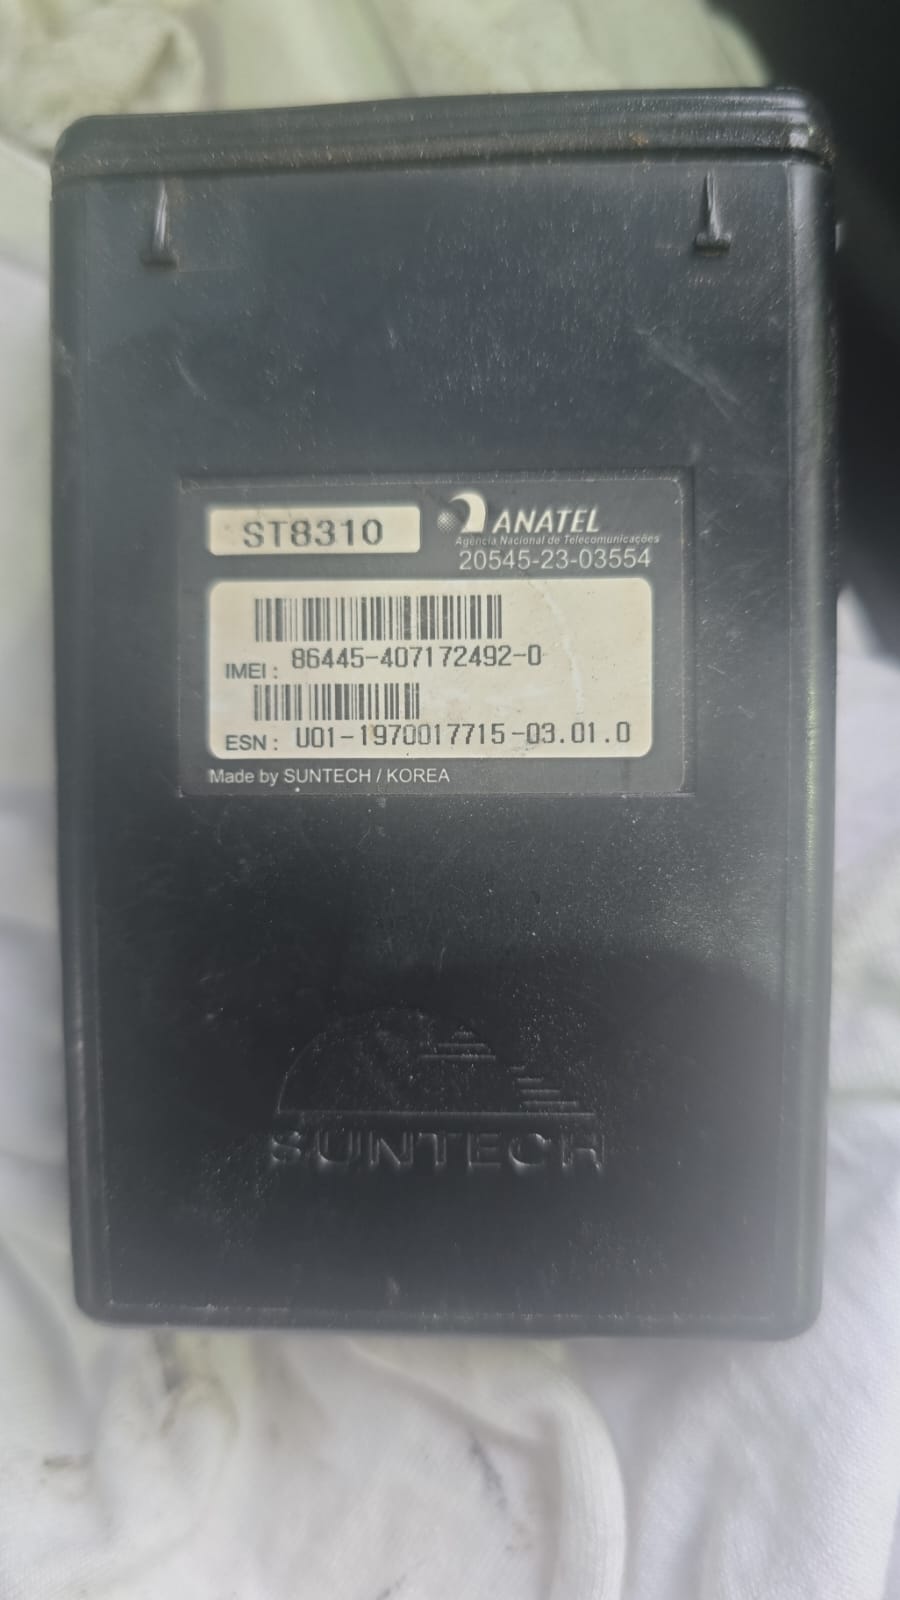 ST8310
ANATEL
Agência Nacional de Telecomunicações
20545-23-03554
IMEI: 86445-407172492-0
ESN: U01-1970017715-03.01.0
Made by SUNTECH / KOREA
SUNTECH